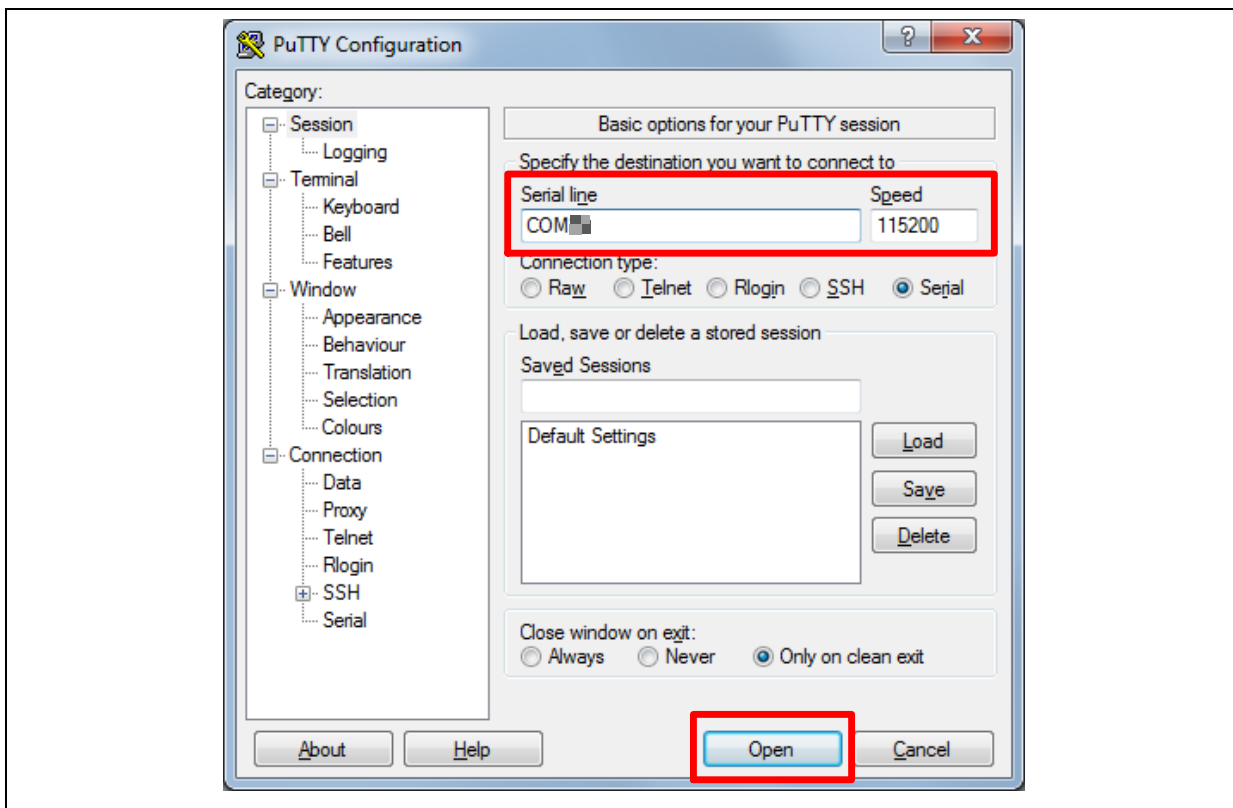 PuTTY Configuration
?
X
Category:
Session
Logging
Terminal
Keyboard
Bell
Features
Window
Appearance
Behaviour
Translation
Selection
Colours
Connection
Data
Proxy
Telnet
Rlogin
SSH
Serial
Basic options for your PuTTY session
Specify the destination you want to connect to
Serial line Speed
COM 115200
Connection type:
Raw Telnet Rlogin SSH Serial
Load, save or delete a stored session
Saved Sessions
Default Settings
Load
Save
Delete
Close window on exit:
Always Never Only on clean exit
About Help Open Cancel